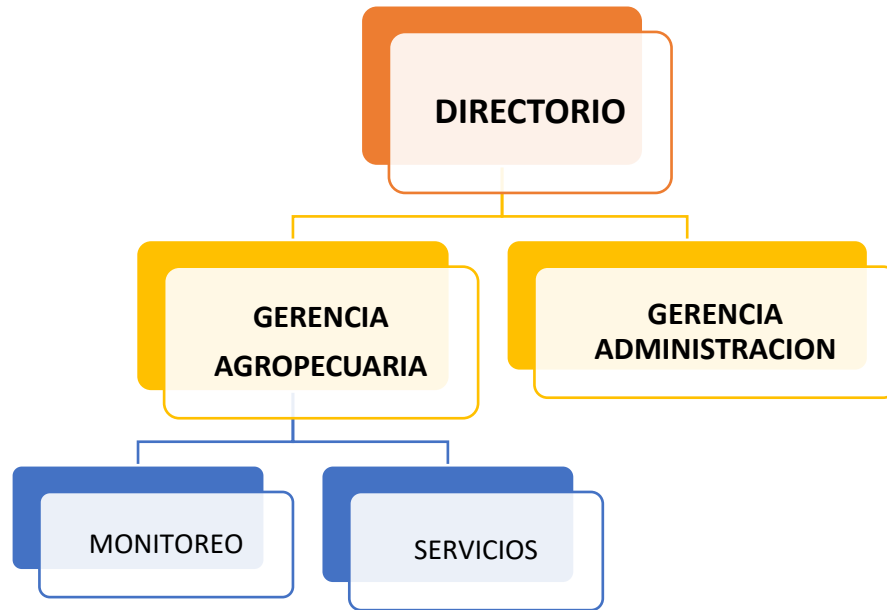 DIRECTORIO
GERENCIA
AGROPECUARIA
GERENCIA
ADMINISTRACION
MONITOREO
SERVICIOS